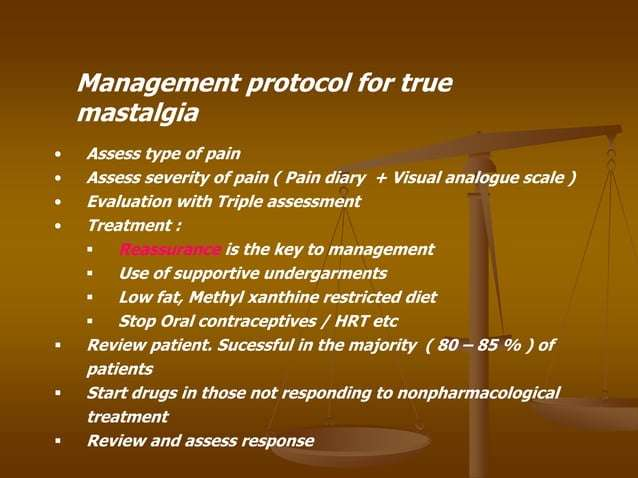 Management protocol for true
mastalgia
• Assess type of pain
• Assess severity of pain ( Pain diary + Visual analogue scale )
• Evaluation with Triple assessment
• Treatment :
▪ Reassurance is the key to management
▪ Use of supportive undergarments
▪ Low fat, Methyl xanthine restricted diet
▪ Stop Oral contraceptives / HRT etc
▪ Review patient. Sucessful in the majority ( 80 – 85 % ) of
patients
▪ Start drugs in those not responding to nonpharmacological
treatment
▪ Review and assess response